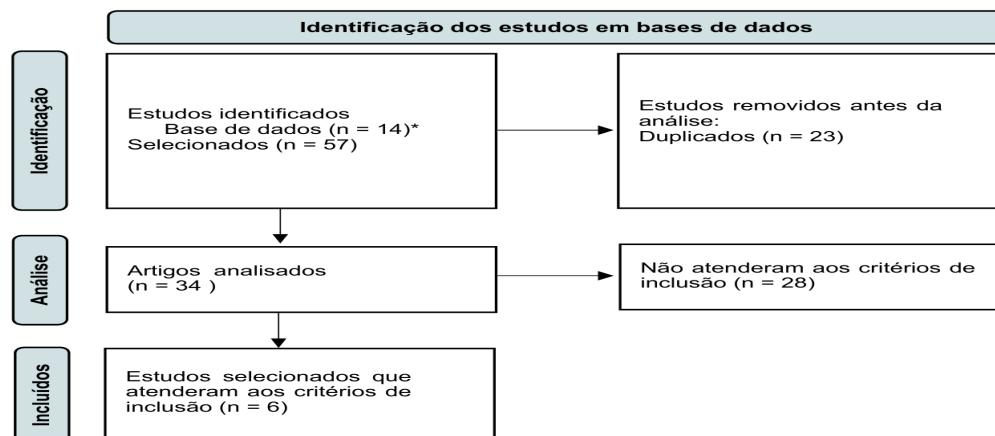 Identificação dos estudos em bases de dados
Identificação
Estudos identificados
Base de dados (n = 14)*
Selecionados (n = 57)
Estudos removidos antes da
análise:
Duplicados (n = 23)
Análise
Artigos analisados
(n = 34 )
Não atenderam aos critérios de
inclusão (n = 28)
Incluídos
Estudos selecionados que
atenderam aos critérios de
inclusão (n = 6)